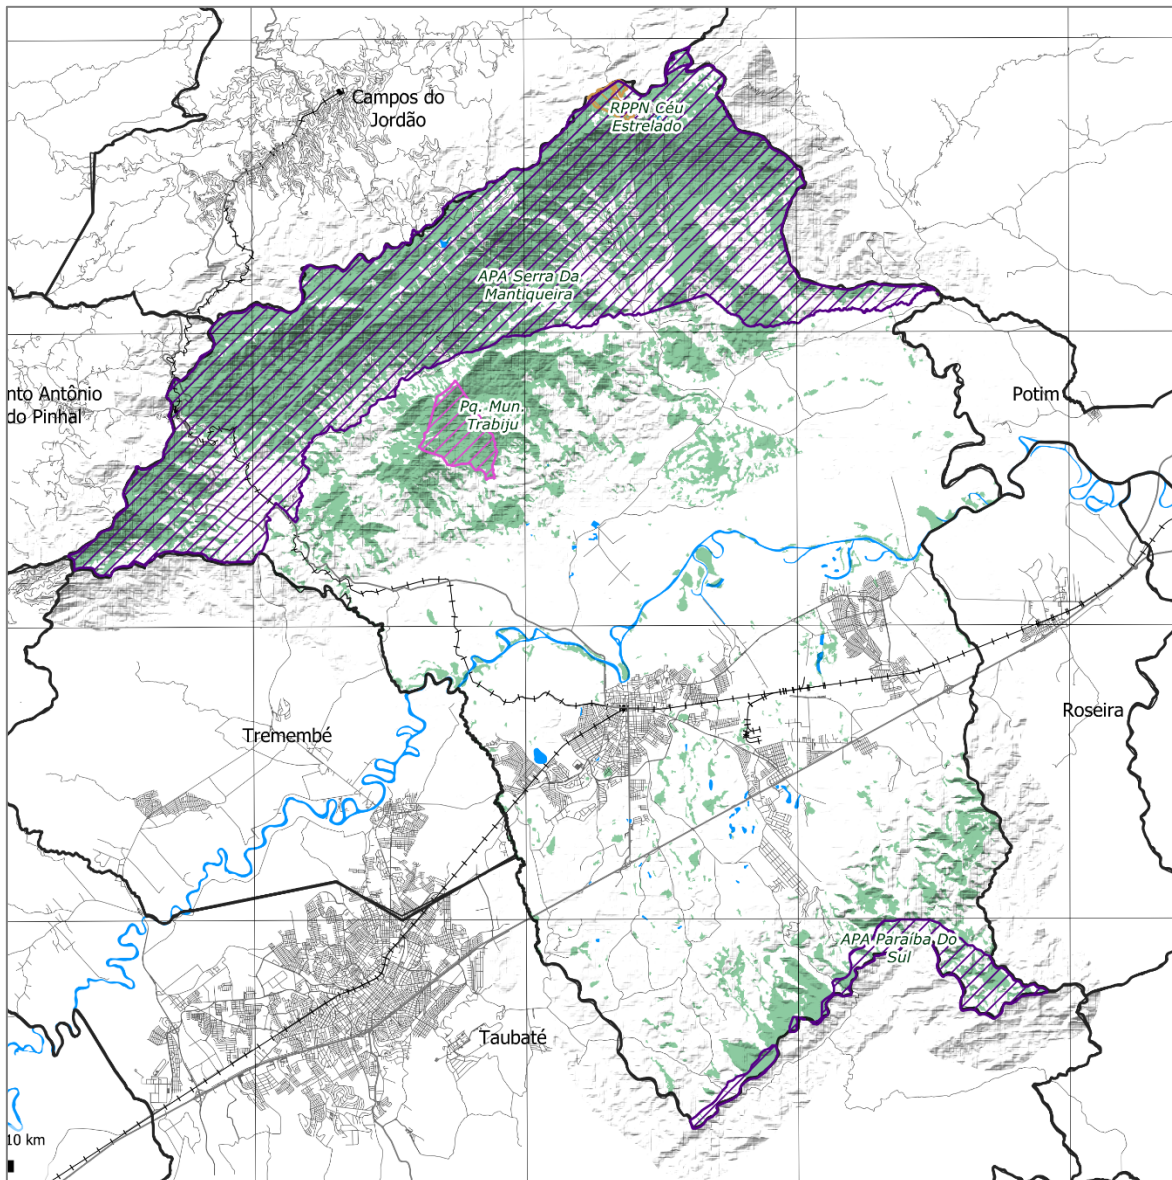 Campos do
Jordão
RPPN Céu
Estrelado
APA Serra Da
Mantiqueira
nto Antônio
do Pinhal
Pq. Mun.
Trabiju
Potim
Tremembé
Roseira
APA Paraíba Do
Sul
Taubaté
10 km